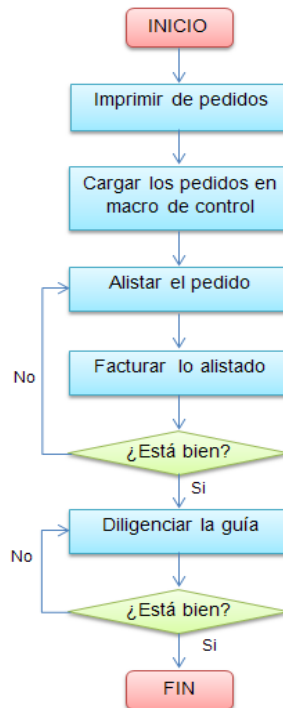 INICIO
Imprimir de pedidos
Cargar los pedidos en
macro de control
Alistar el pedido
No
Facturar lo alistado
¿Está bien?
Si
Diligenciar la guía
No
¿Está bien?
Si
FIN